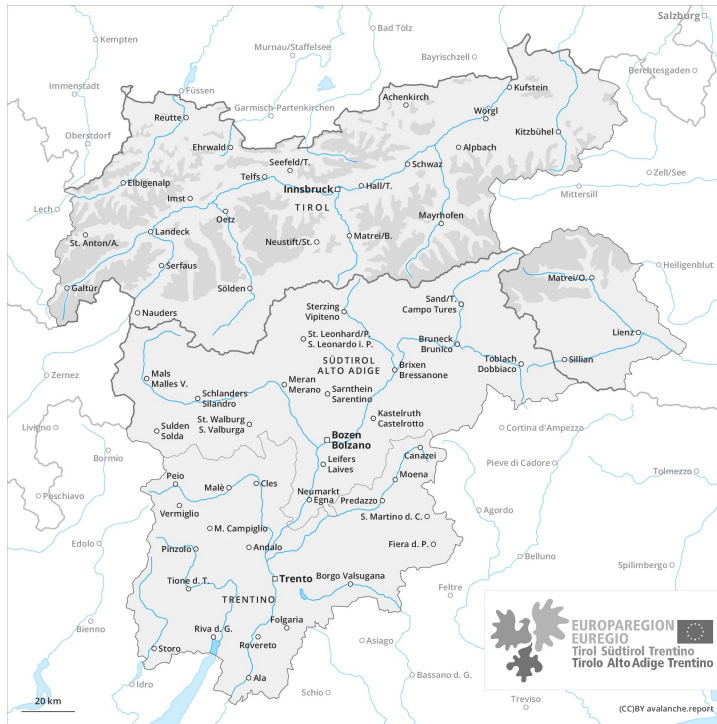 Salzburg
Bad Tölz
Kempten
Murnau/Staffelsee
Bayrischzell
Berchtesgaden
Immenstadt
Füssen
Kufstein
Achenkirch
Garmisch-Partenkirchen
Wörgl
Reutte
Oberstdorf
Kitzbühel
Ehrwald
Alpbach
Seefeld/T.
Schwaz
Zell/See
Telfs
Elbigenalp
Innsbruck
Hall/T.
Mittersill
Imst
TIROL
Lech
Oetz
Mayrhofen
Landeck
Matrei/B.
St. Anton/A.
Neustift/St.
Serfaus
Heiligenblut
Matrei/O.
Galtür
Sölden
Sand/T.
Campo Tures
Nauders
Sterzing
Vipiteno
Lienz
St. Leonhard/P.
S. Leonardo i. P.
Bruneck
Brunico
SÜDTIROL
ALTO ADIGE
Toblach
Dobbiaco
Sillian
Zernez
Mals
Malles V.
Brixen
Bressanone
Meran
Merano
Sarnthein
Sarentino
Schlanders
Silandro
St. Walburg
S. Valburga
Kastelruth
Castelrotto
Livigno
Sulden
Solda
Cortina d'Ampezzo
Bozen
Bolzano
Bormio
Canazei
Leifers
Laives
Pieve di Cadore
Tolmezzo
Peio
Moena
Malè
Cles
Neumarkt
Egna
Predazzo
Poschiavo
Vermiglio
Agordo
S. Martino d. C.
M. Campiglio
Edolo
Pinzolo
Andalo
Fiera d. P.
Belluno
Spilimbergo
Tione d. T.
Trento
Borgo Valsugana
Feltre
TRENTINO
Folgaria
Bienno
Riva d. G.
Rovereto
Asiago
EUROPAREGION
EUREGIO
Tirol Südtirol Trentino
Tirolo Alto Adige Trentino
Storo
Ala
Bassano d. G.
Idro
Schio
Treviso
20 km
(CC)BY avalanche.report